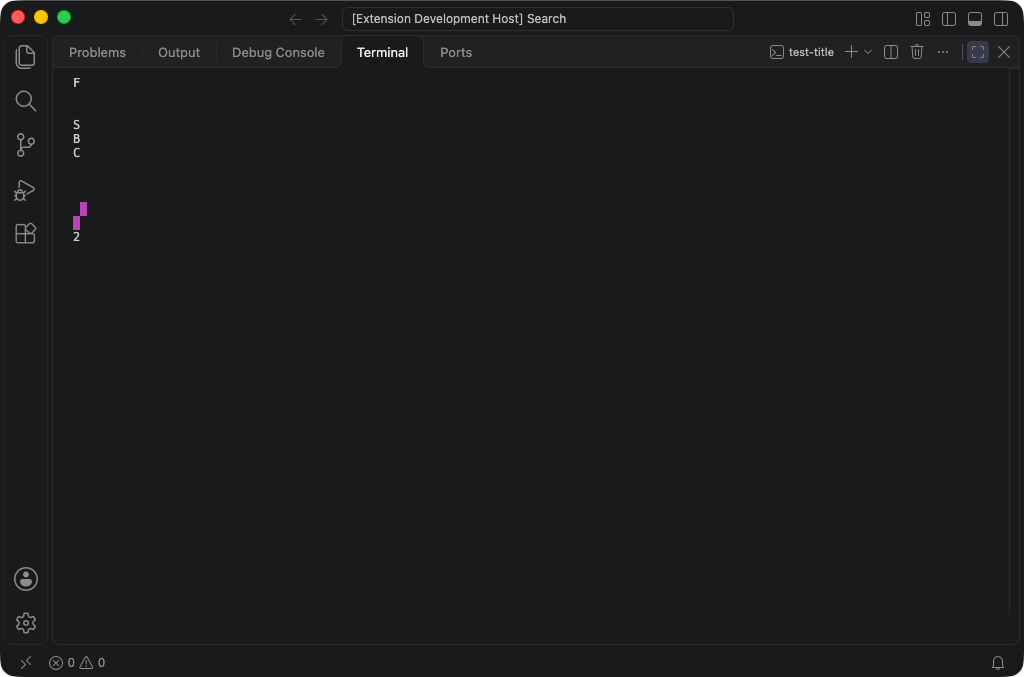 [Extension Development Host] Search
Problems Output Debug Console Terminal Ports test-title
F
S
B
C
2
0 0